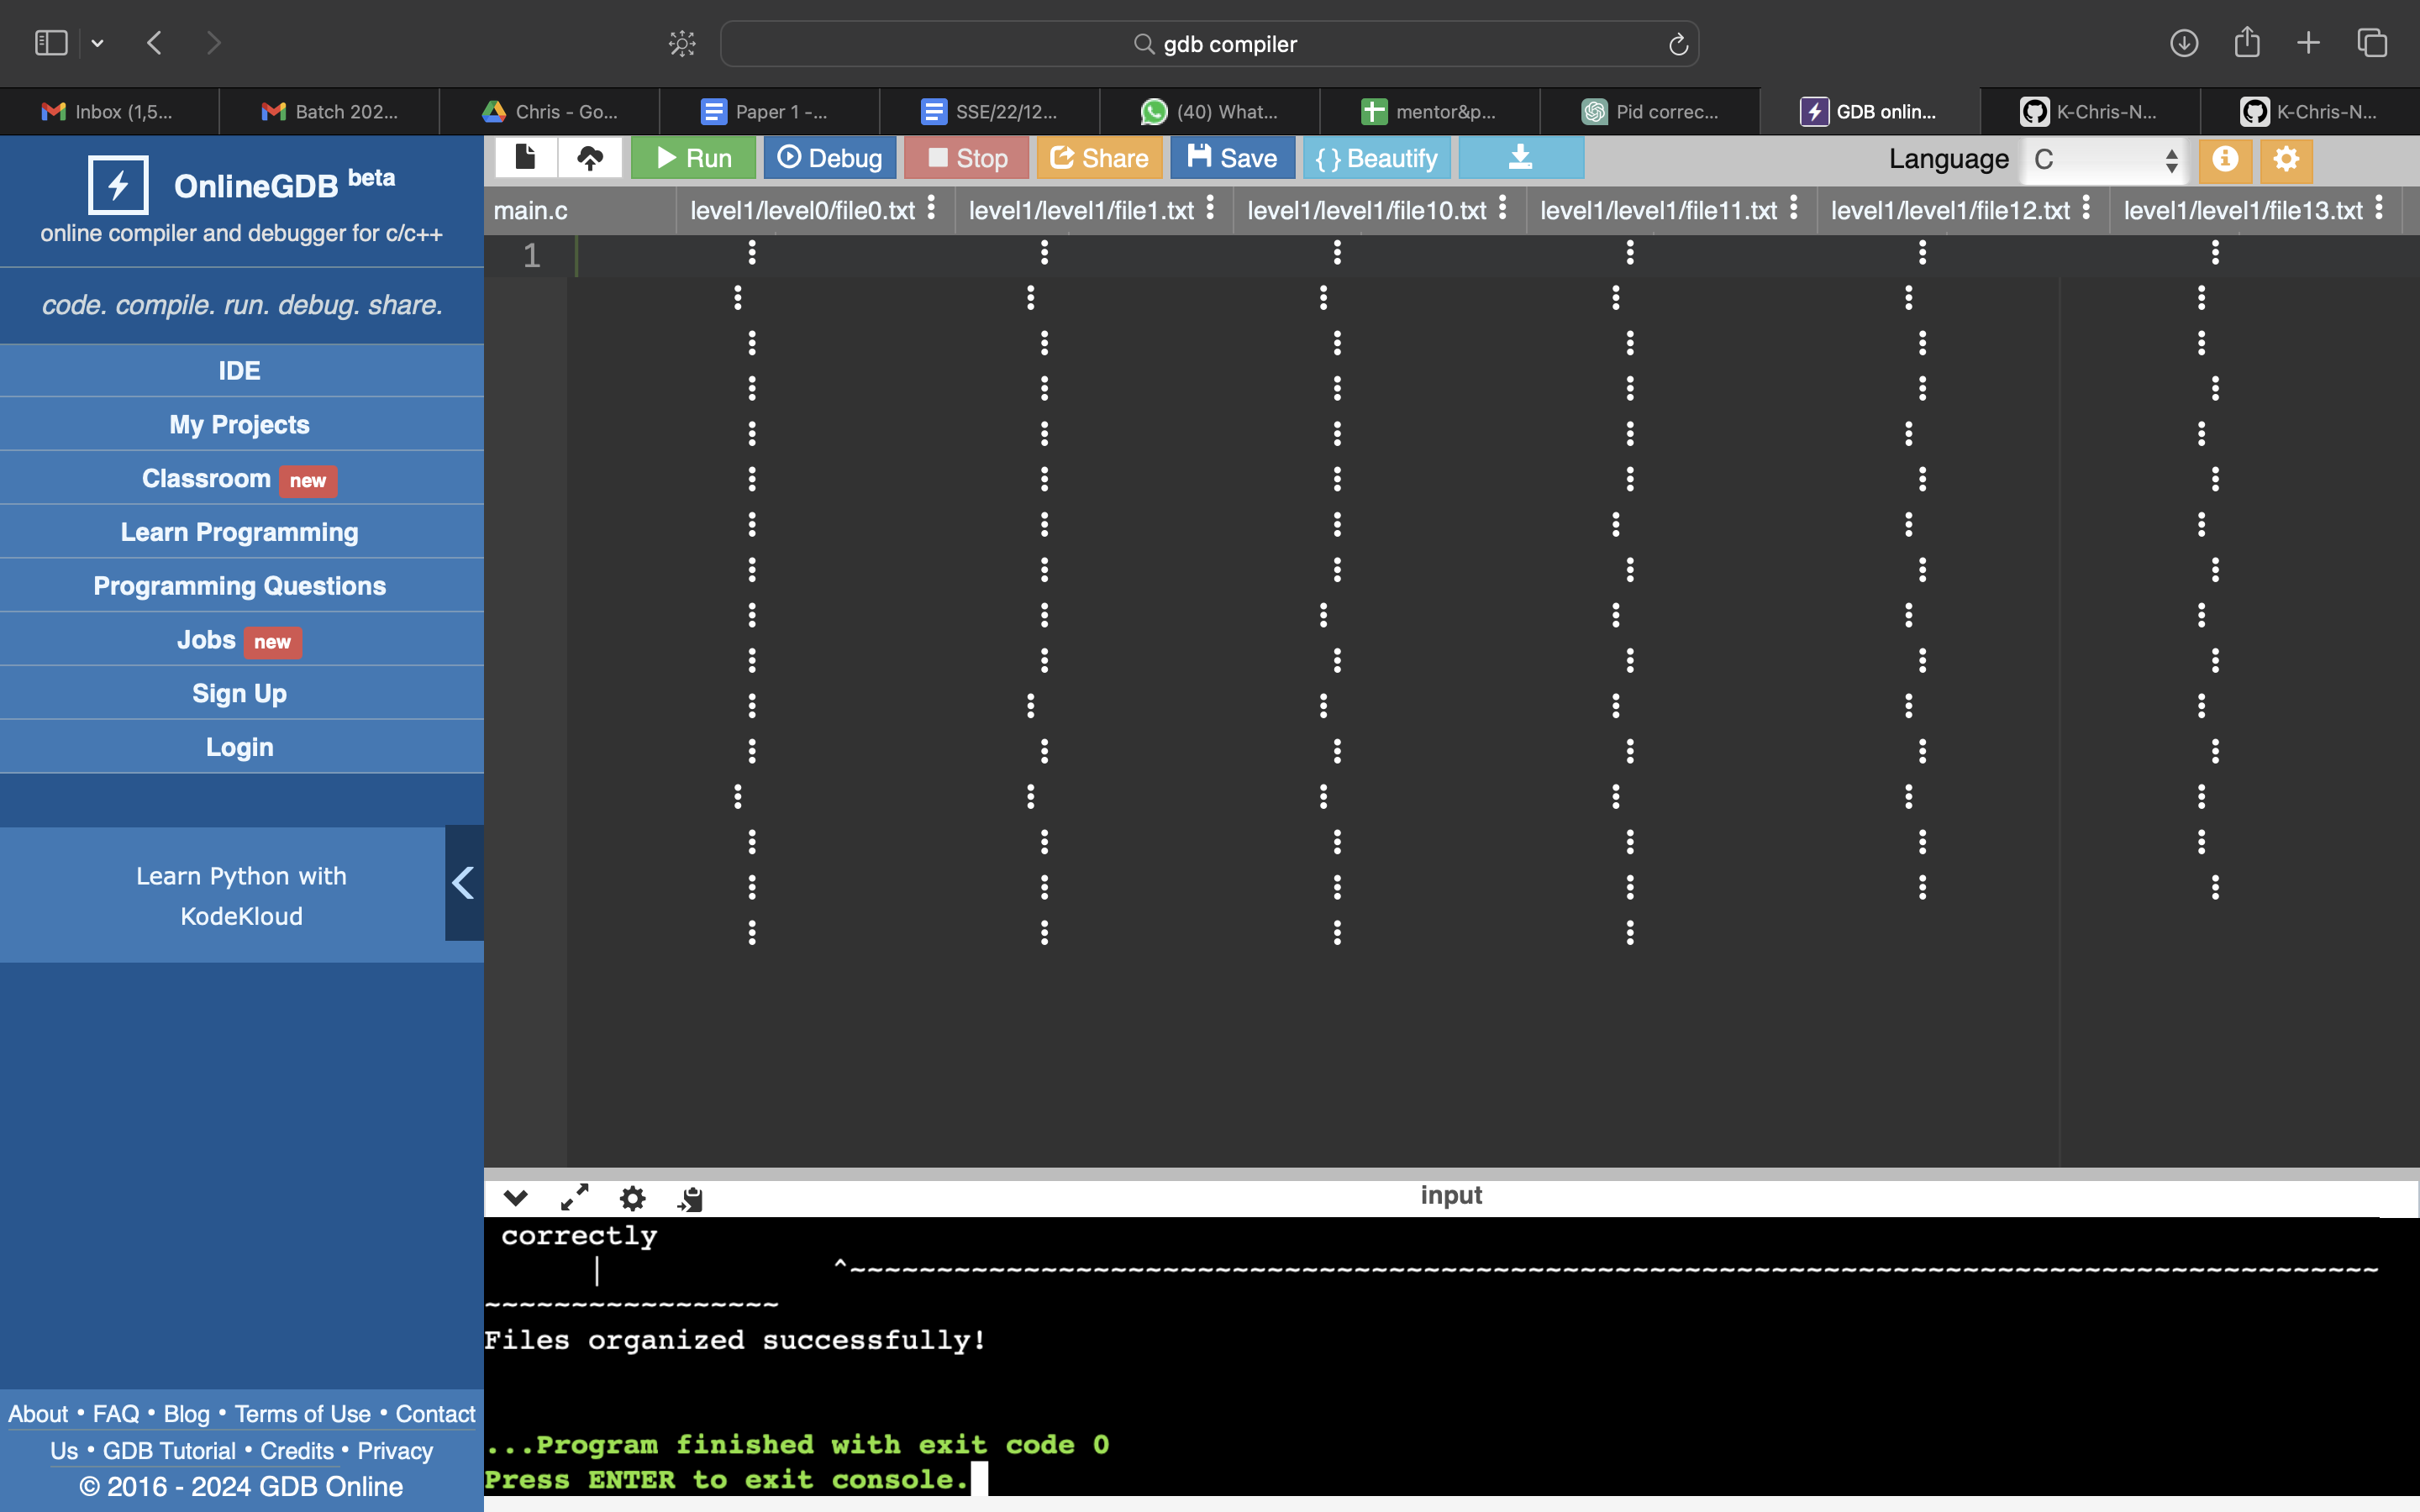 gdb compiler
Inbox (1,5...
Batch 202...
Chris - Go...
Paper 1 -...
SSE/22/12...
(40) What...
mentor&p...
Pid correc...
GDB onlin...
K-Chris-N...
K-Chris-N...
OnlineGDB beta
online compiler and debugger for c/c++
code. compile. run. debug. share.
IDE
My Projects
Classroom new
Learn Programming
Programming Questions
Jobs new
Sign Up
Login
Learn Python with
KodeKloud
About • FAQ • Blog • Terms of Use • Contact
Us • GDB Tutorial • Credits • Privacy
© 2016 - 2024 GDB Online
Run
Debug
Stop
Share
Save
{ } Beautify
Language C
main.c
level1/level0/file0.txt
level1/level1/file1.txt
level1/level1/file10.txt
level1/level1/file11.txt
level1/level1/file12.txt
level1/level1/file13.txt
1
input
correctly
| ^~~~~~~~~~~~~~~~~~~~~~~~~~~~~~~~~~~~~~~~~~~~~~~~~~~~~~~~~~~~~~~~~~~~~~~~~~~~~~~~~~~~~~~~~
~~~~~~~~~~~~~~~~~
Files organized successfully!
...Program finished with exit code 0
Press ENTER to exit console.